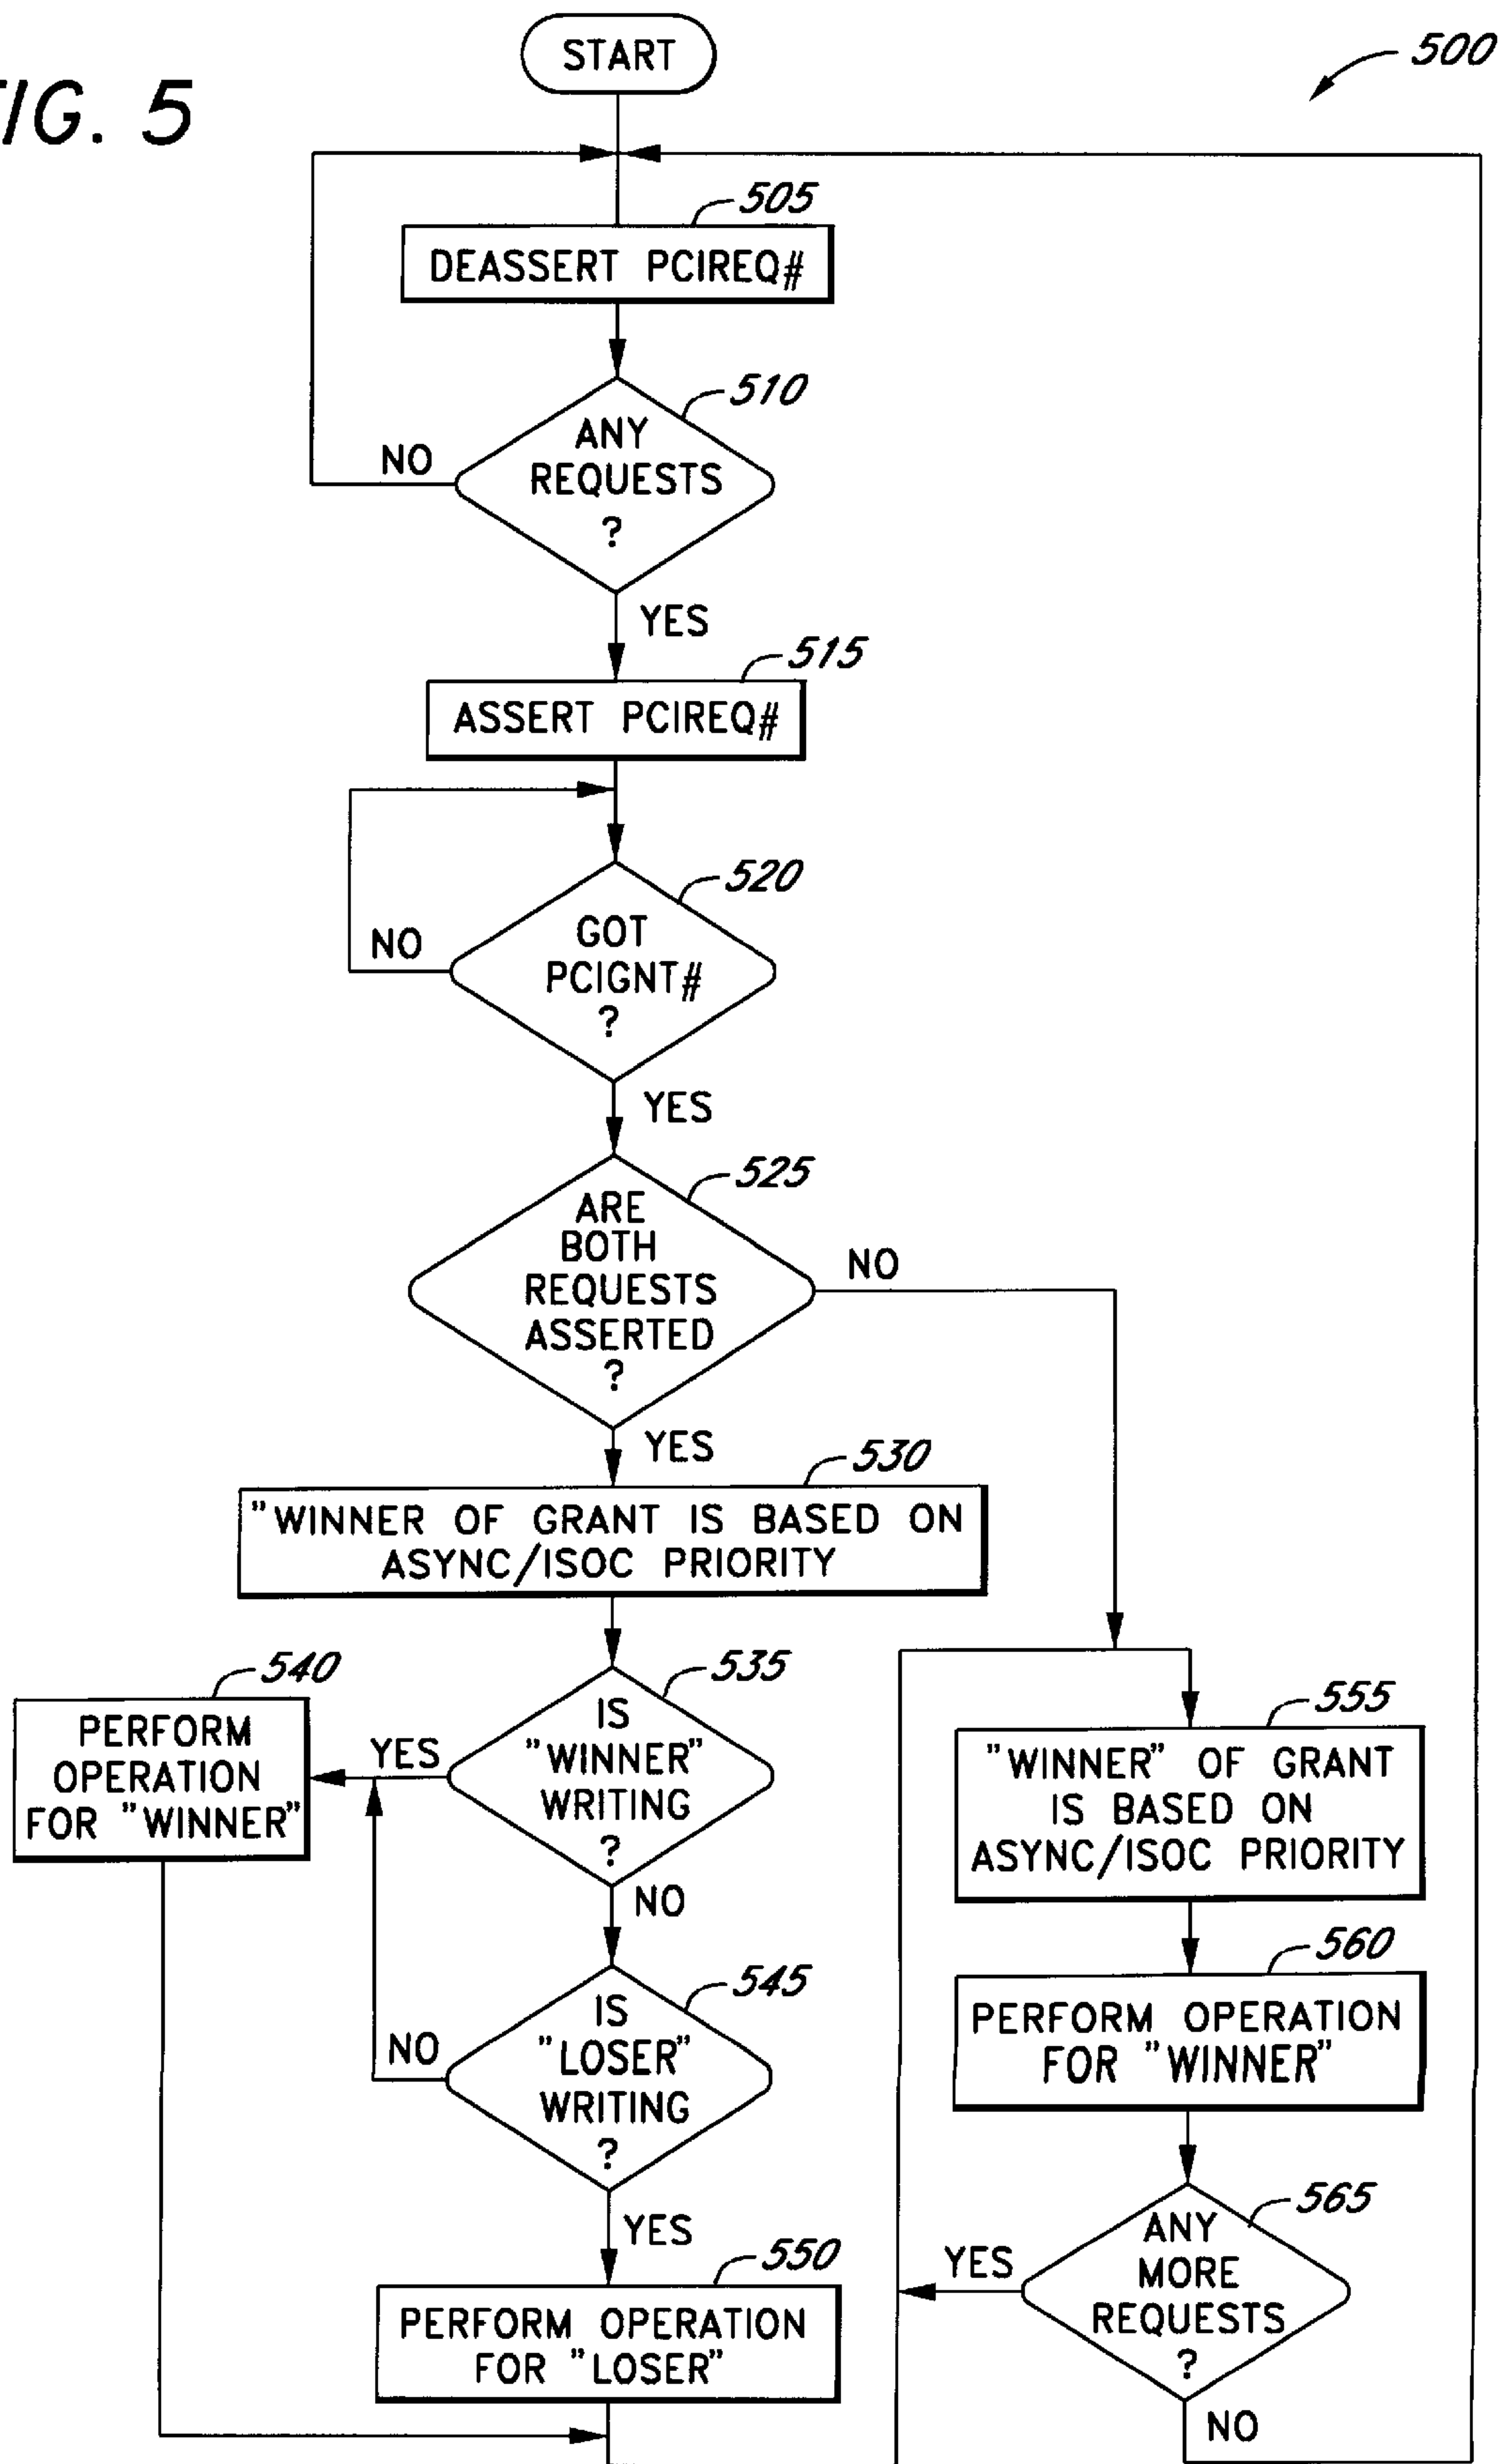 IG. 5
START
500
505
DEASSERT PCIREQ#
510
ANY
REQUESTS
?
NO
YES
515
ASSERT PCIREQ#
520
GOT
PCIGNT#
?
NO
YES
525
ARE
BOTH
REQUESTS
ASSERTED
?
NO
YES
530
"WINNER OF GRANT IS BASED ON
ASYNC/ISOC PRIORITY
535
IS
"WINNER"
WRITING
?
YES
540
PERFORM
OPERATION
FOR "WINNER"
NO
545
IS
"LOSER"
WRITING
?
NO
YES
550
PERFORM OPERATION
FOR "LOSER"
555
"WINNER" OF GRANT
IS BASED ON
ASYNC/ISOC PRIORITY
560
PERFORM OPERATION
FOR "WINNER"
565
ANY
MORE
REQUESTS
?
YES
NO